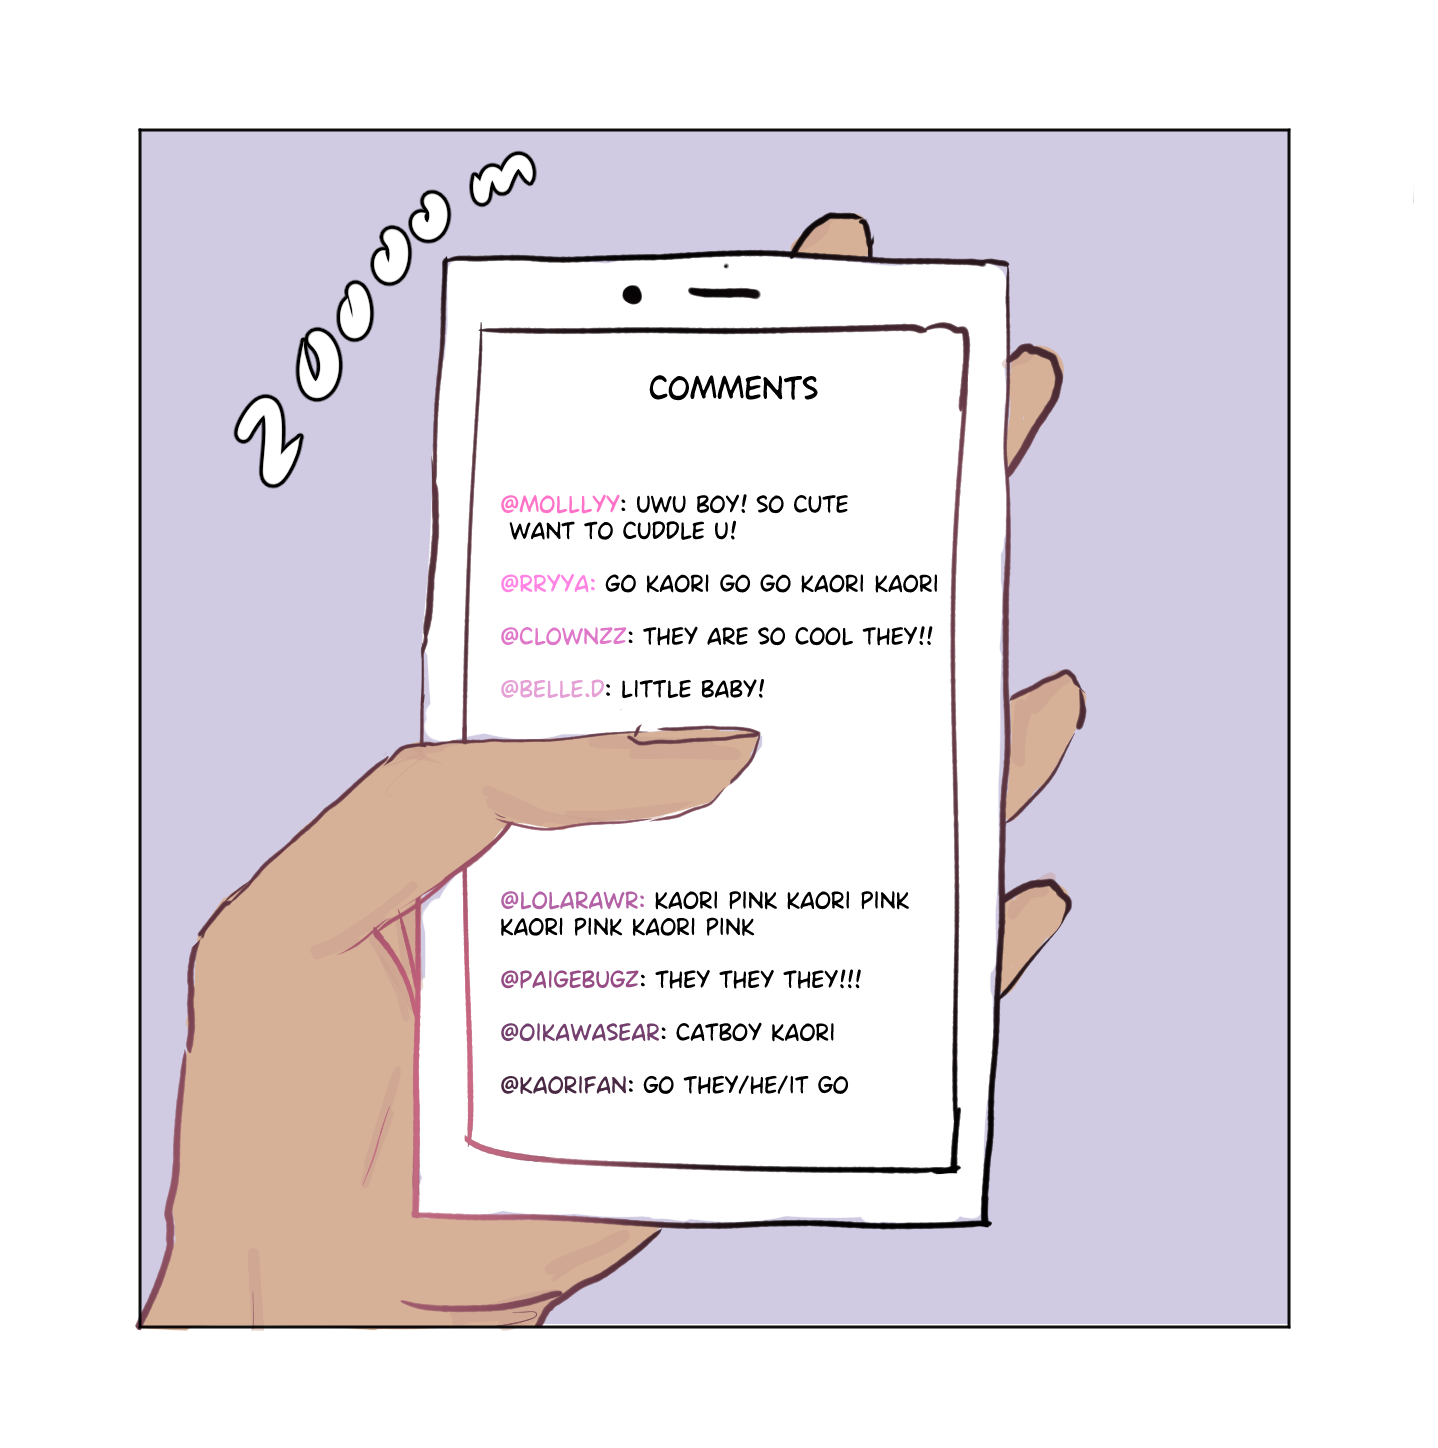 ZOOOOM
COMMENTS
@MOLLLYY: UWU BOY! SO CUTE
WANT TO CUDDLE U!
@RRYYA: GO KAORI GO GO KAORI KAORI
@CLOWNZZ: THEY ARE SO COOL THEY!!
@BELLE.D: LITTLE BABY!
@LOLARAWR: KAORI PINK KAORI PINK
KAORI PINK KAORI PINK
@PAIGEBUGZ: THEY THEY THEY!!!
@OIKAWASEAR: CATBOY KAORI
@KAORIFAN: GO THEY/HE/IT GO